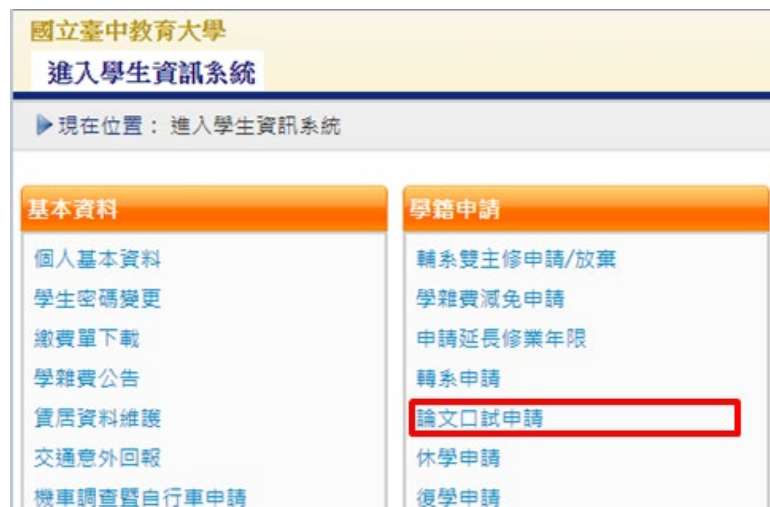 國立臺中教育大學
進入學生資訊系統
現在位置： 進入學生資訊系統
基本資料
個人基本資料
學生密碼變更
繳費單下載
學雜費公告
賃居資料維護
交通意外回報
機車調查暨自行車申請
學籍申請
輔系雙主修申請/放棄
學雜費減免申請
申請延長修業年限
轉系申請
論文口試申請
休學申請
復學申請